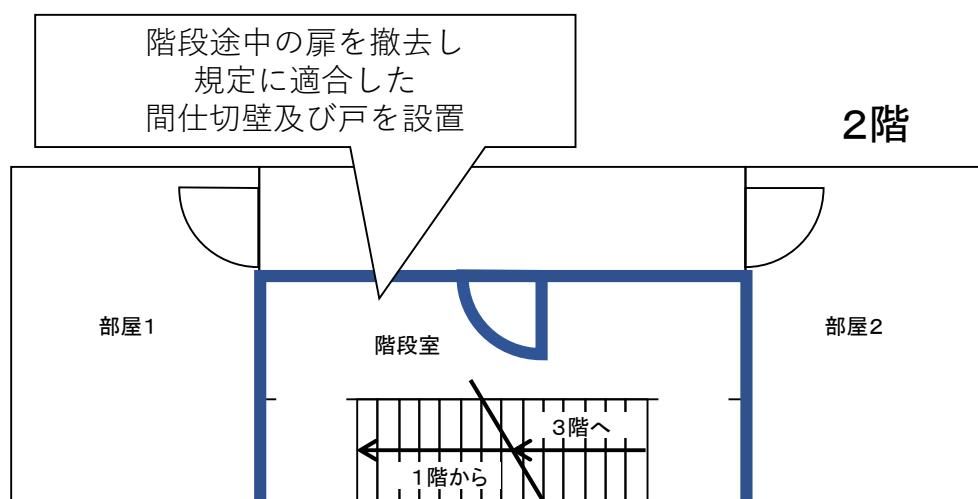 階段途中の扉を撤去し
規定に適合した
間仕切壁及び戸を設置
2階
部屋1
階段室
部屋2
3階へ
1階から